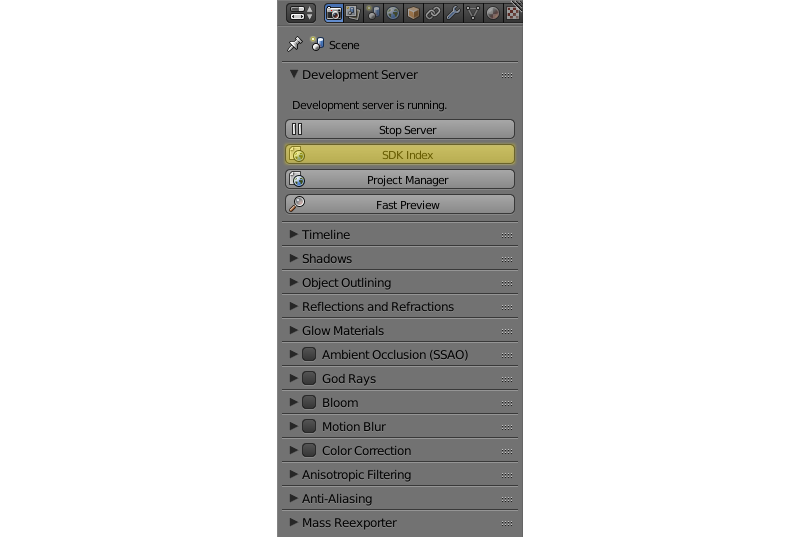 Scene
Development Server
Development server is running.
Stop Server
SDK Index
Project Manager
Fast Preview
Timeline
Shadows
Object Outlining
Reflections and Refractions
Glow Materials
Ambient Occlusion (SSAO)
God Rays
Bloom
Motion Blur
Color Correction
Anisotropic Filtering
Anti-Aliasing
Mass Reexporter